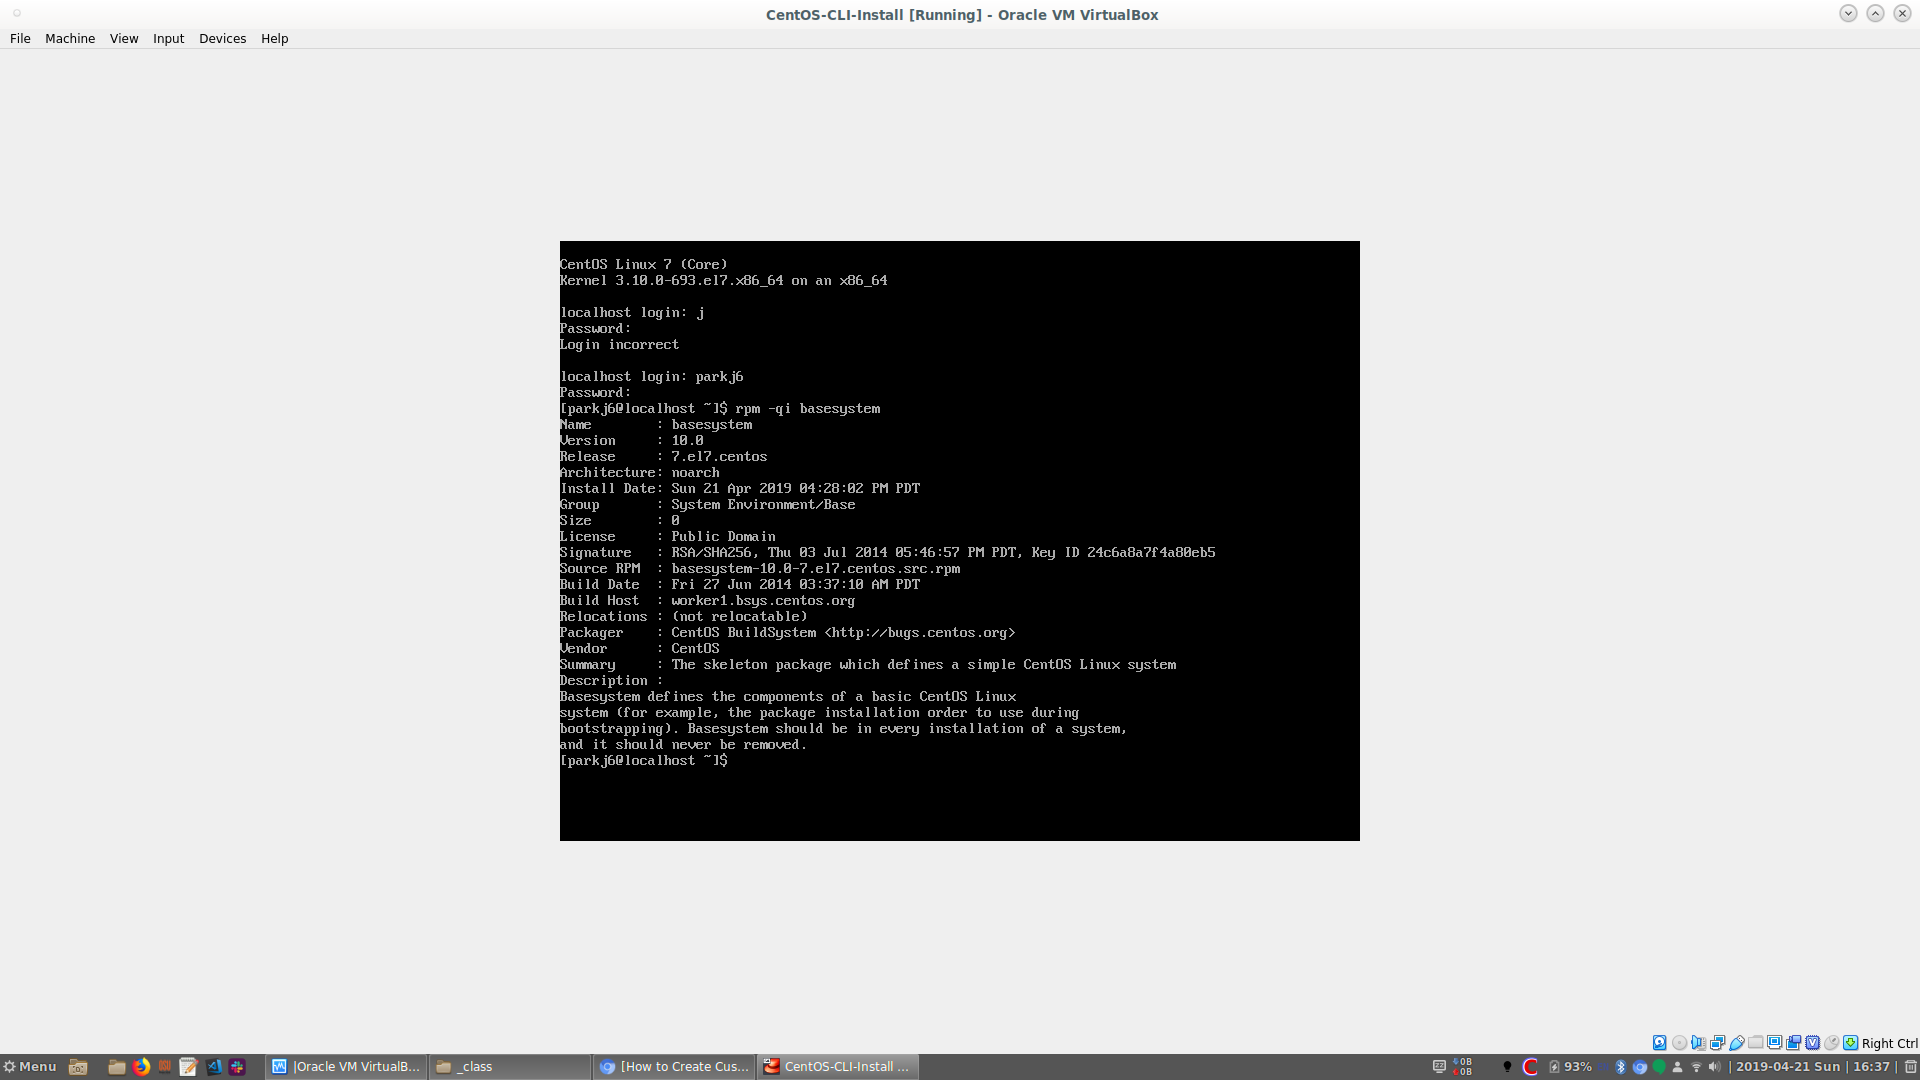 CentOS-CLI-Install [Running] - Oracle VM VirtualBox
File Machine View Input Devices Help
CentOS Linux 7 (Core)
Kernel 3.10.0-693.el7.x86_64 on an x86_64
localhost login: j
Password:
Login incorrect
localhost login: parkj6
Password:
[parkj6@localhost ~]$ rpm -qi basesystem
Name        : basesystem
Version     : 10.0
Release     : 7.el7.centos
Architecture: noarch
Install Date: Sun 21 Apr 2019 04:28:02 PM PDT
Group       : System Environment/Base
Size        : 0
License     : Public Domain
Signature   : RSA/SHA256, Thu 03 Jul 2014 05:46:57 PM PDT, Key ID 24c6a8a7f4a80eb5
Source RPM  : basesystem-10.0-7.el7.centos.src.rpm
Build Date  : Fri 27 Jun 2014 03:37:10 AM PDT
Build Host  : worker1.bsys.centos.org
Relocations : (not relocatable)
Packager    : CentOS BuildSystem <http://bugs.centos.org>
Vendor      : CentOS
Summary     : The skeleton package which defines a simple CentOS Linux system
Description :
Basesystem defines the components of a basic CentOS Linux
system (for example, the package installation order to use during
bootstrapping). Basesystem should be in every installation of a system,
and it should never be removed.
[parkj6@localhost ~]$
Right Ctrl
Menu |Oracle VM VirtualB... _class [How to Create Cus... CentOS-CLI-Install ... 0B 0B 93% | 2019-04-21 Sun | 16:37 |